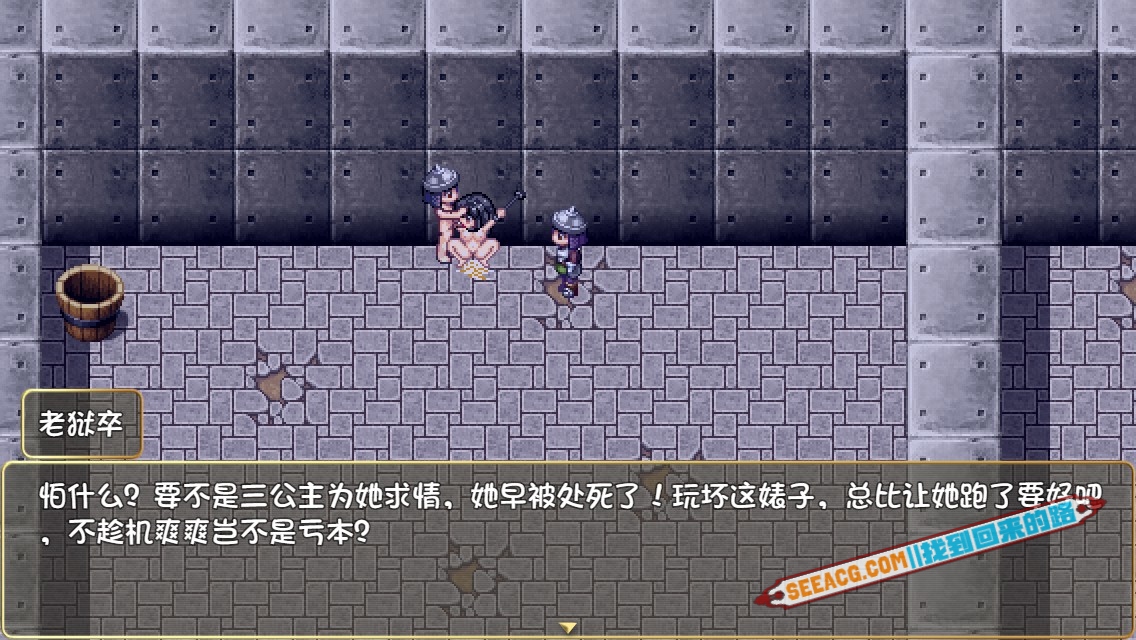 老狱卒
怕什么？要不是三公主为她求情，她早被处死了！玩坏这婊子，总比让她跑了要好吧
，不趁机爽爽岂不是亏本？
SEEACG.COM||找到回来的路